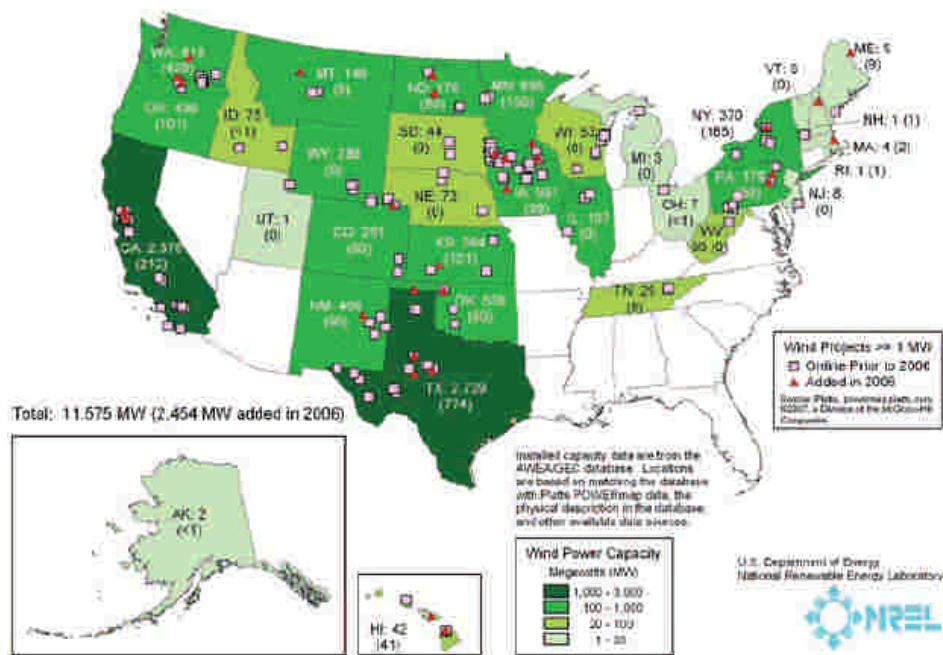 WA: 818
(428)
MT: 146
(9)
ND: 178
(80)
MN: 895
(150)
ME: 9
(9)
VT: 6
(0)
OR: 438
(101)
ID: 75
(<1)
SD: 44
(0)
WI: 53
(0)
NY: 370
(185)
NH: 1 (1)
MA: 4 (2)
WY: 288
(0)
MI: 3
(0)
RI: 1 (1)
NE: 73
(0)
PA: 179
NJ: 8
(0)
UT: 1
(0)
IL: 107
(0)
OH: 7
(<1)
CO: 291
(60)
WV:
(0)
KS: 364
(101)
CA: 2,376
(212)
NM: 496
(90)
OK: 535
(60)
TN: 29
(0)
TX: 2,739
(774)
Wind Projects >= 1 MW
Online Prior to 2006
Added in 2006
Total: 11,575 MW (2,454 MW added in 2006)
Installed capacity data are from the
AWEA/GEC database. Locations
are based on matching the database
with Platts POWERmap data, the
physical description in the database,
and other available data sources.
AK: 2
(<1)
HI: 42
(41)
Wind Power Capacity
Megawatts (MW)
1,000 - 3,000
100 - 1,000
20 - 100
1 - 20
U.S. Department of Energy
National Renewable Energy Laboratory
NREL